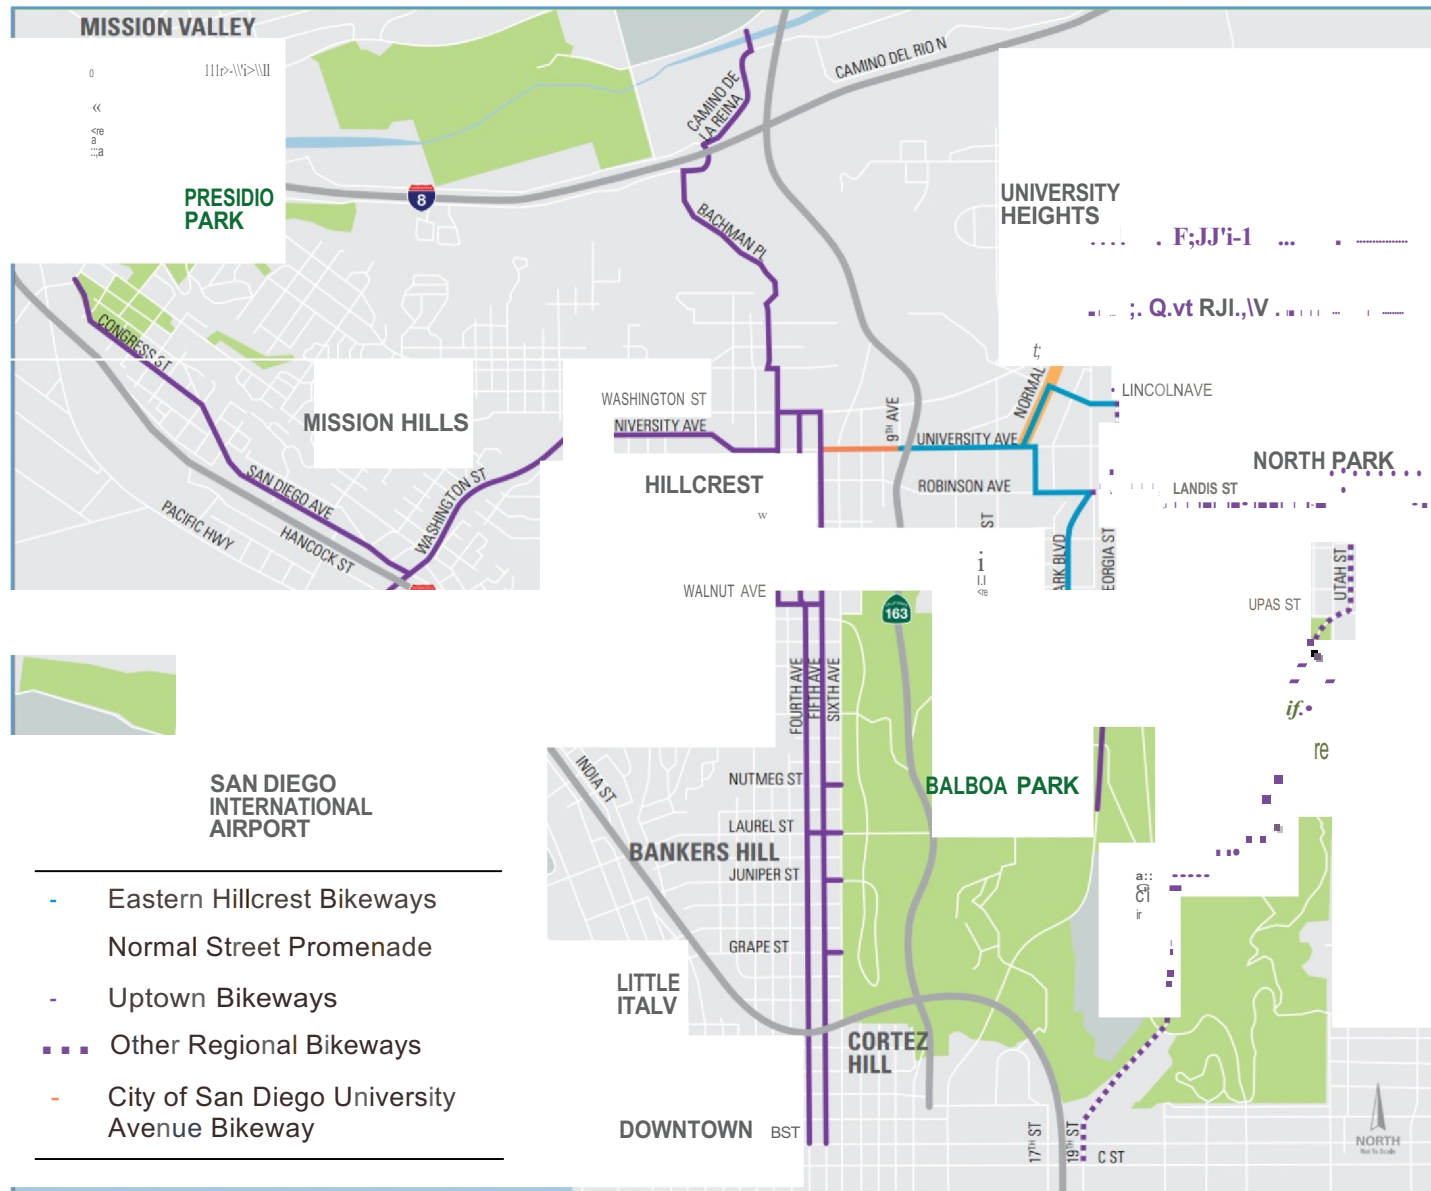 MISSION VALLEY
CAMINO DEL RIO N
CAMINO DE
LA REINA
PRESIDIO
PARK
8
UNIVERSITY
HEIGHTS
BACHMAN PL
CONGRESS ST
NORMAL
LINCOLNAVE
WASHINGTON ST
NIVERSITY AVE
MISSION HILLS
9TH AVE
UNIVERSITY AVE
NORTH PARK
SAN DIEGO AVE
WASHINGTON ST
HILLCREST
ROBINSON AVE
LANDIS ST
PACIFIC HWY
HANCOCK ST
ST
ARK BLVD
EORGIA ST
UTAH ST
WALNUT AVE
163
UPAS ST
FOURTH AVE
FIFTH AVE
SIXTH AVE
INDIA ST
NUTMEG ST
BALBOA PARK
SAN DIEGO
INTERNATIONAL
AIRPORT
LAUREL ST
BANKERS HILL
JUNIPER ST
GRAPE ST
LITTLE
ITALV
CORTEZ
HILL
DOWNTOWN
BST
17TH ST
19TH ST
C ST
NORTH
Not To Scale
Eastern Hillcrest Bikeways
Normal Street Promenade
Uptown Bikeways
Other Regional Bikeways
City of San Diego University
Avenue Bikeway